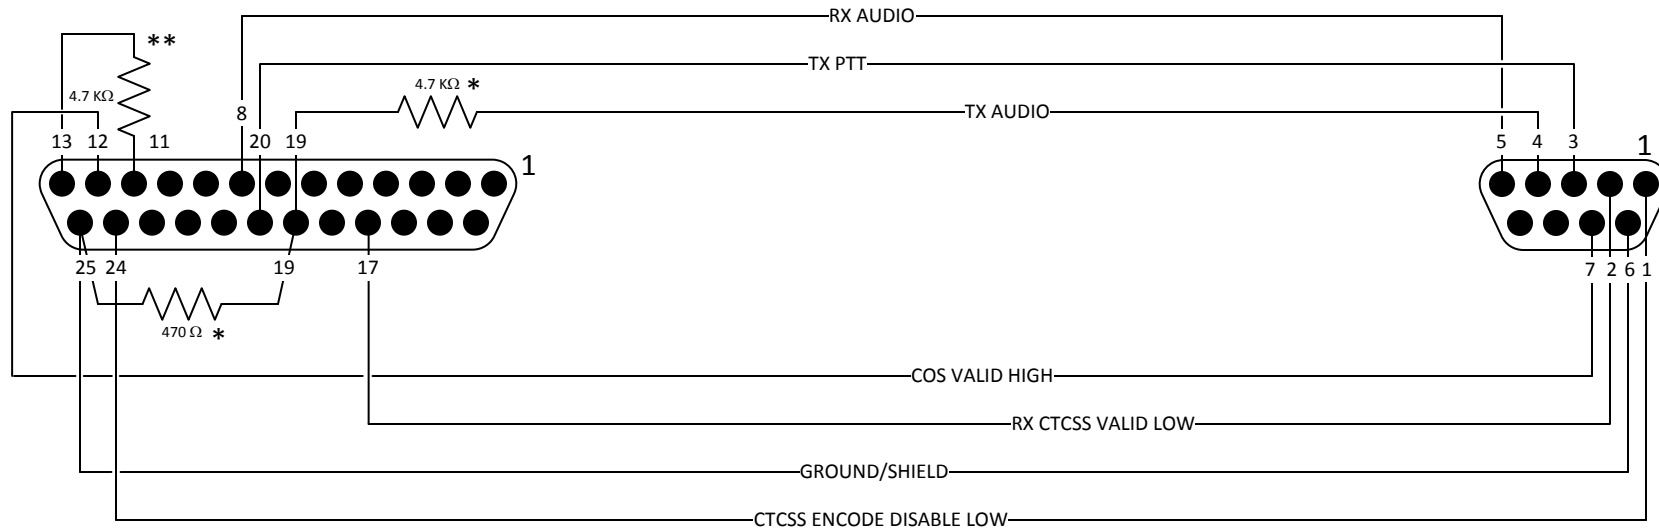 RX AUDIO
**
TX PTT
4.7 KΩ *
4.7 KΩ
8
TX AUDIO
13 12 11 20 19
5 4 3
1
1
25 24 19 17
7 2 6 1
470 Ω *
COS VALID HIGH
RX CTCSS VALID LOW
GROUND/SHIELD
CTCSS ENCODE DISABLE LOW